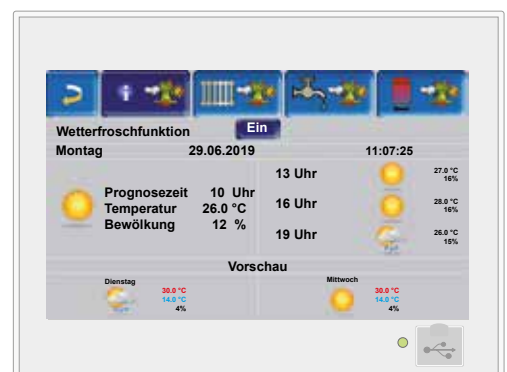 Wetterfroschfunktion Ein
Montag 29.06.2019 11:07:25
Prognosezeit 10 Uhr
Temperatur 26.0 °C
Bewölkung 12 %
13 Uhr 27.0 °C
16%
16 Uhr 28.0 °C
16%
19 Uhr 26.0 °C
15%
Vorschau
Dienstag
30.0 °C
14.0 °C
4%
Mittwoch
30.0 °C
14.0 °C
4%